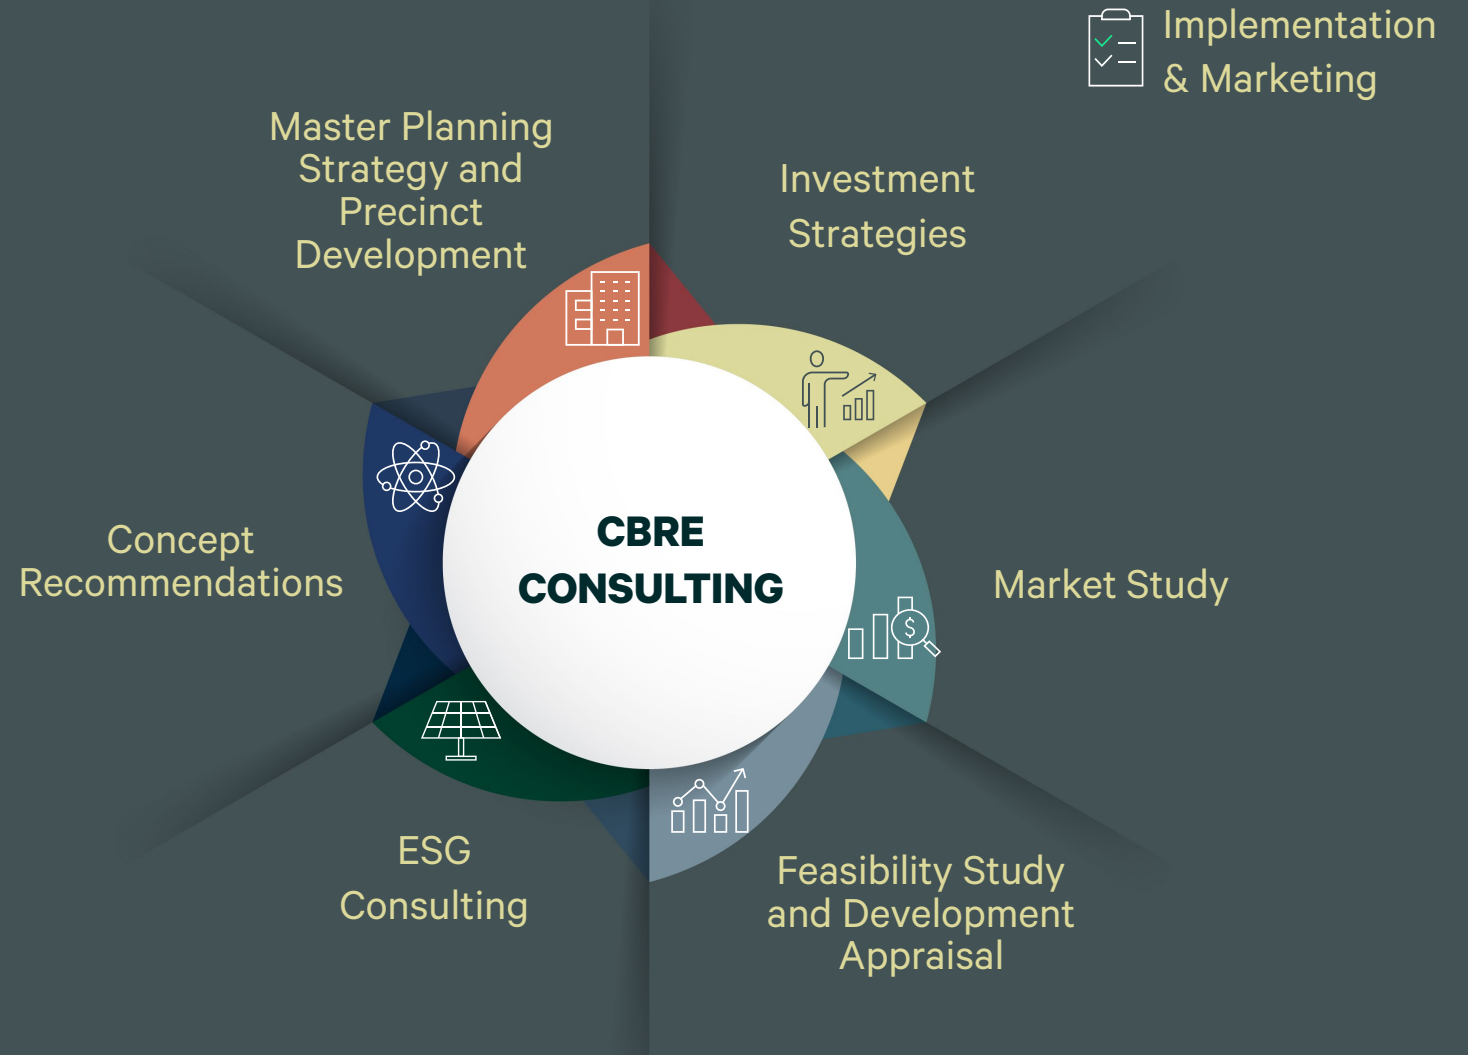 Implementation
& Marketing
Master Planning
Strategy and
Precinct
Development
Investment
Strategies
Concept
Recommendations
CBRE
CONSULTING
Market Study
$
ESG
Consulting
Feasibility Study
and Development
Appraisal